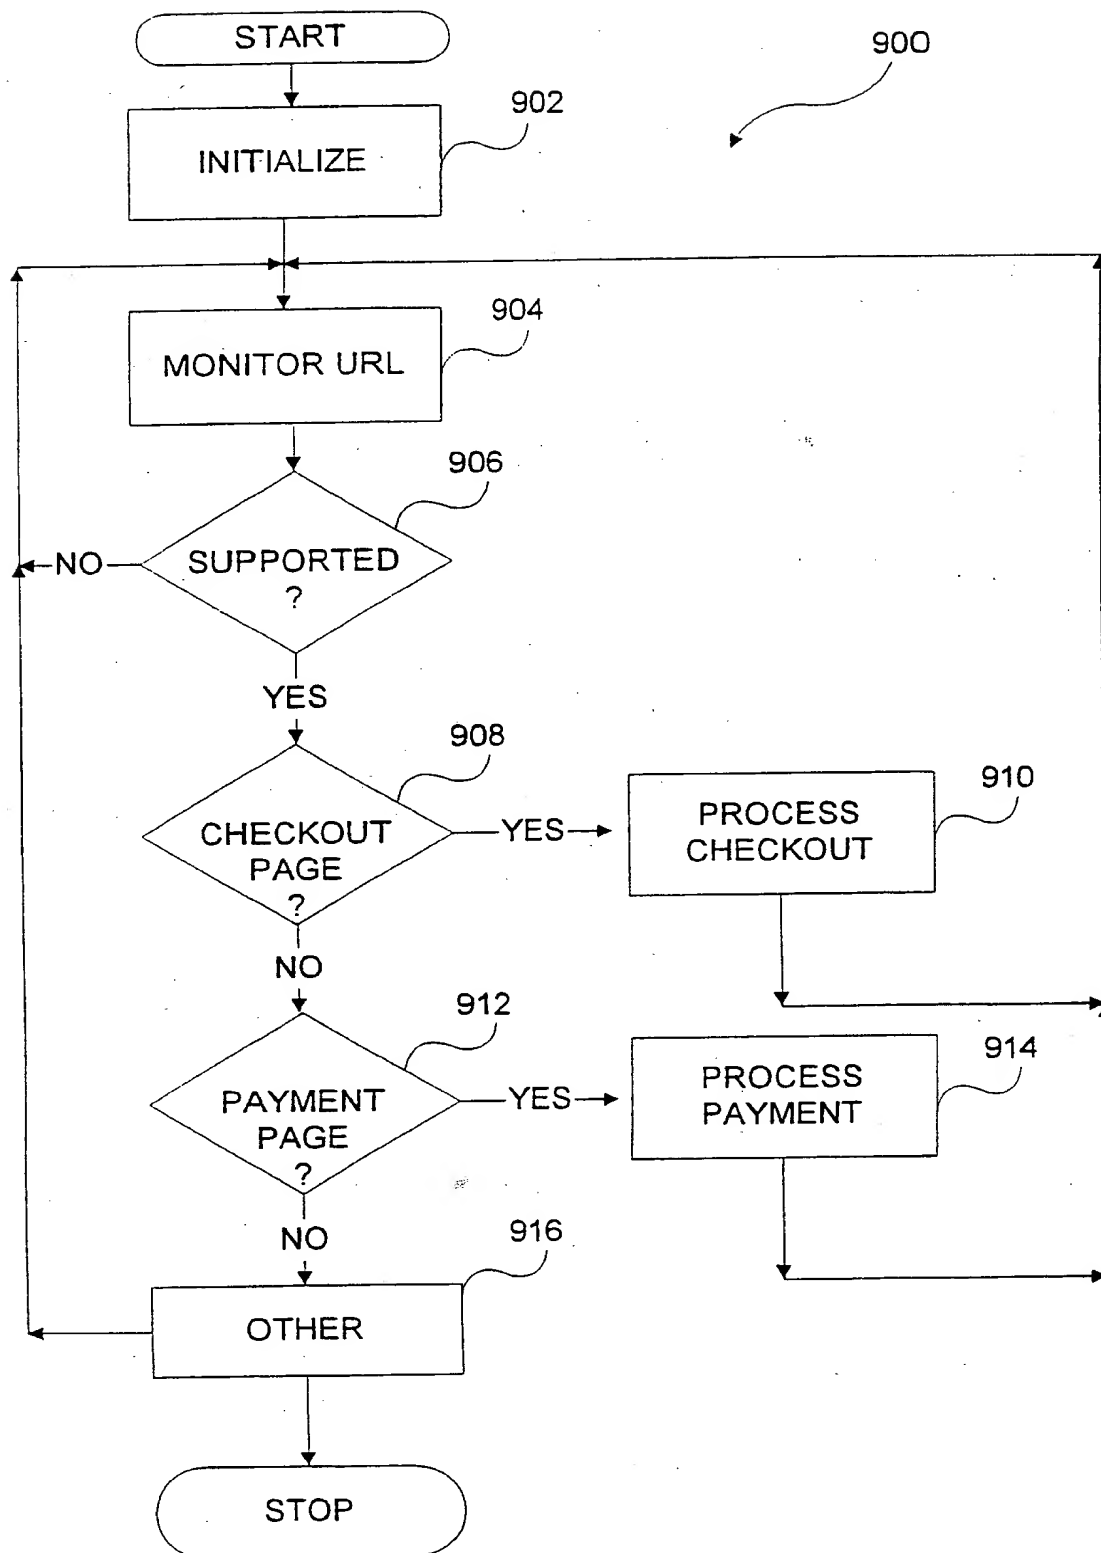 START
900
902
INITIALIZE
904
MONITOR URL
906
SUPPORTED
?
NO
YES
908
CHECKOUT
PAGE
?
YES
910
PROCESS
CHECKOUT
NO
912
PAYMENT
PAGE
?
YES
914
PROCESS
PAYMENT
NO
916
OTHER
STOP